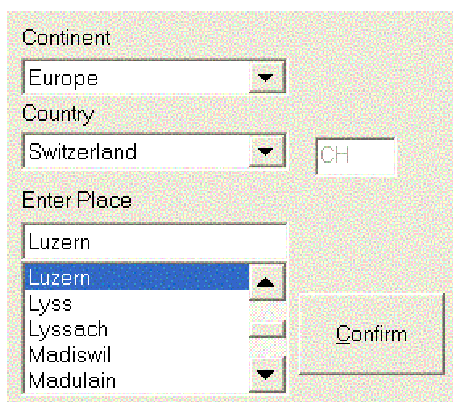 Continent
Europe
Country
Switzerland
CH
Enter Place
Luzern
Luzern
Lyss
Lyssach
Madiswil
Madulain
Confirm